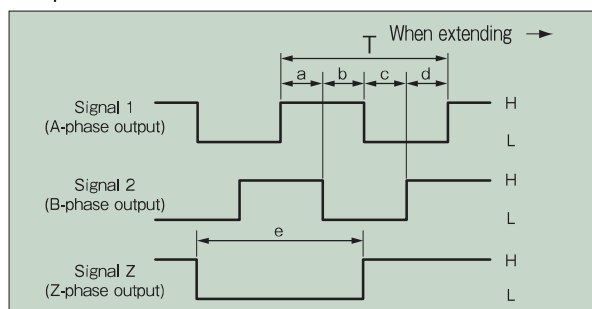 When extending →
T
a b c d
Signal 1
(A-phase output)
H
L
Signal 2
(B-phase output)
H
L
e
Signal Z
(Z-phase output)
H
L